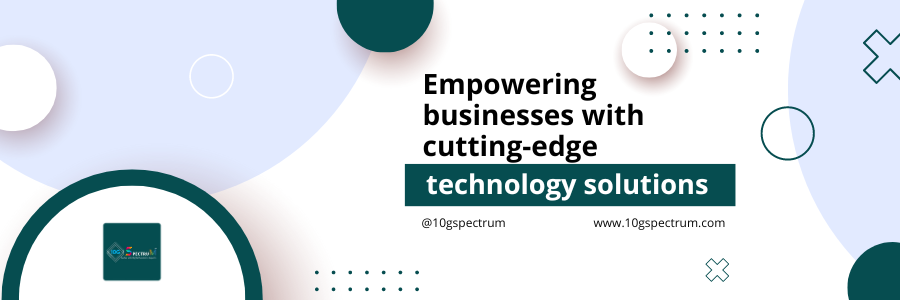 Empowering
businesses with
cutting-edge
technology solutions
@10gspectrum
www.10gspectrum.com